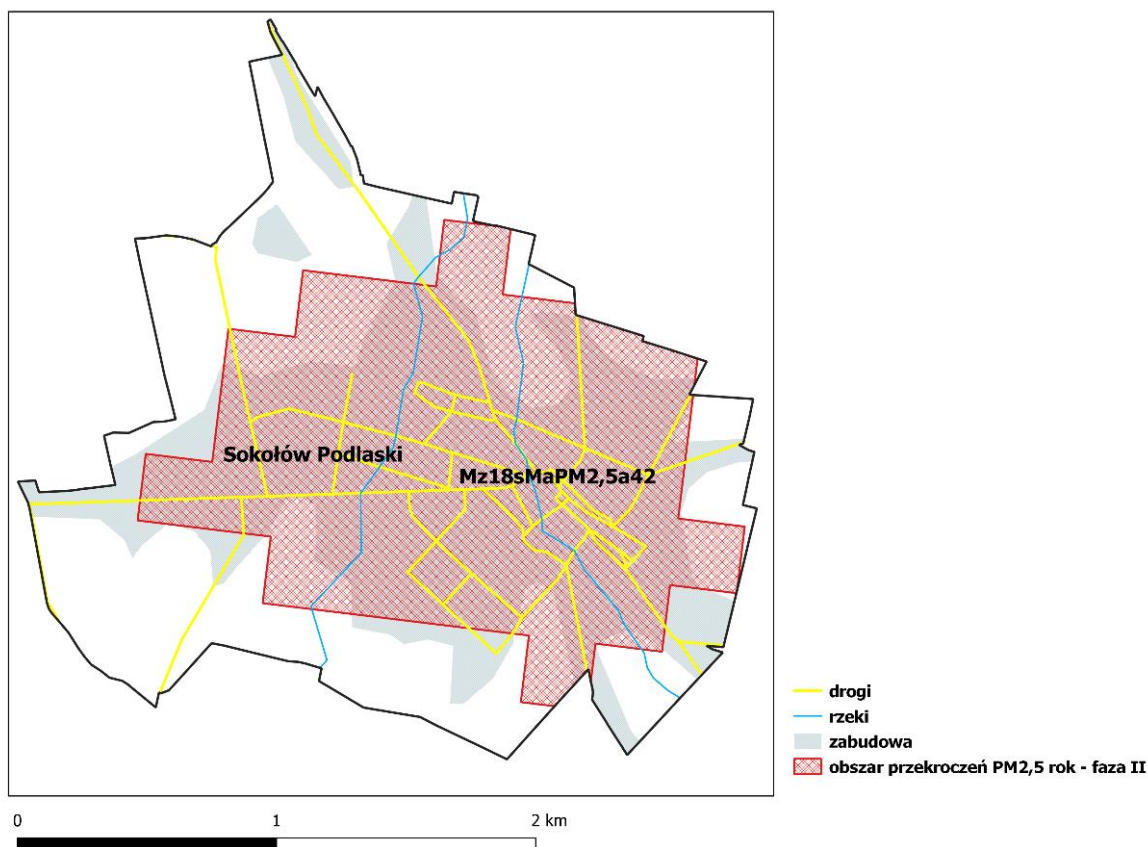 Sokołów Podlaski
Mz18sMaPM2,5a42
drogi
rzeki
zabudowa
obszar przekroczeń PM2,5 rok - faza II
0 1 2 km